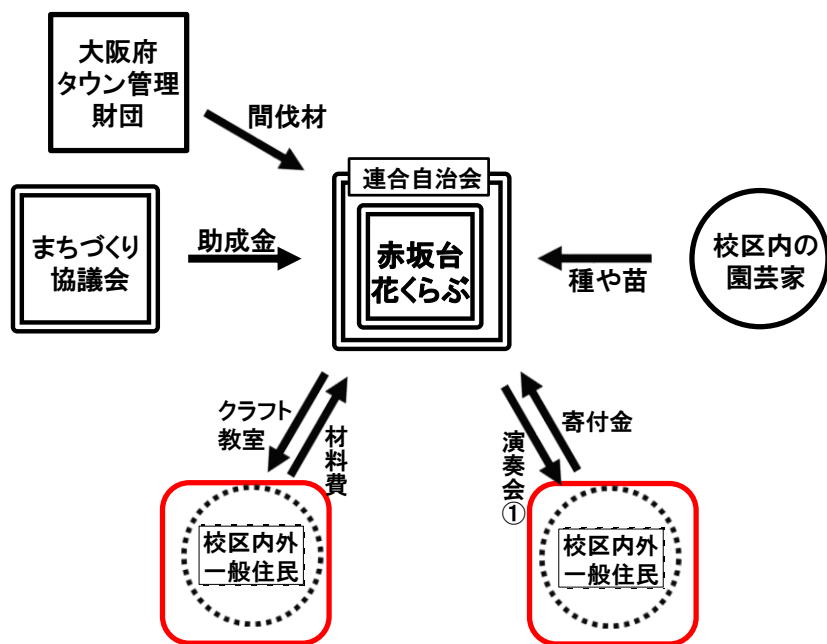 大阪府
タウン管理
財団
間伐材
連合自治会
まちづくり
協議会
助成金
赤坂台
花くらぶ
種や苗
校区内の
園芸家
クラフト
教室
材料費
演奏会①
寄付金
校区内外
一般住民
校区内外
一般住民